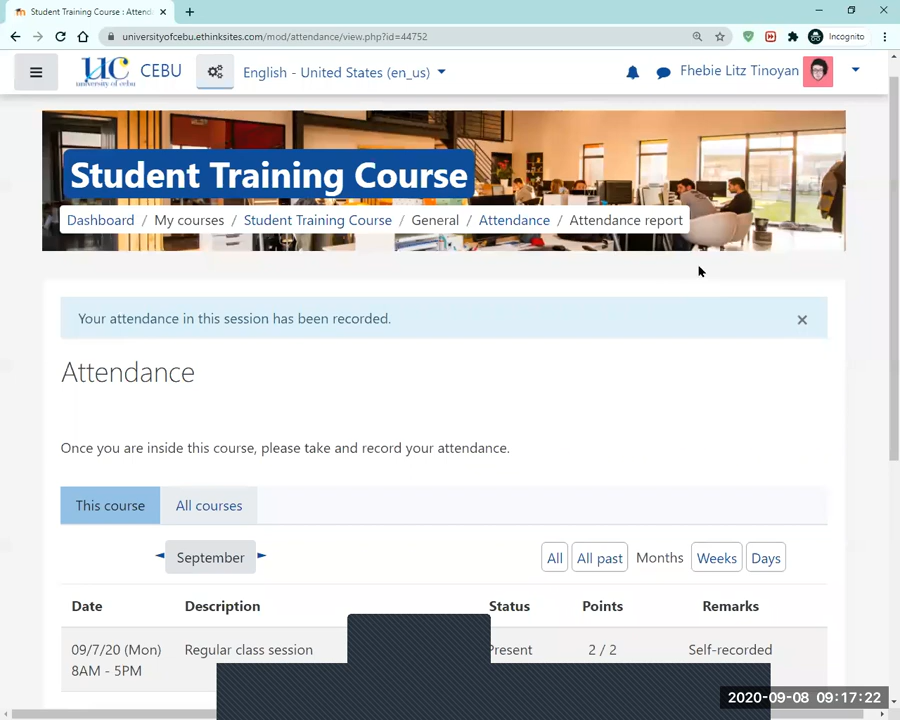 Student Training Course : Attend
universityofcebu.ethinksites.com/mod/attendance/view.php?id=44752
Incognito
UC
university of cebu
CEBU
English - United States (en_us)
Fhebie Litz Tinoyan
Student Training Course
Dashboard / My courses / Student Training Course / General / Attendance / Attendance report
Your attendance in this session has been recorded.
Attendance
Once you are inside this course, please take and record your attendance.
This course All courses
September
All All past Months Weeks Days
Date Description Status Points Remarks
09/7/20 (Mon) Regular class session Present 2 / 2 Self-recorded
8AM - 5PM
2020-09-08 09:17:22